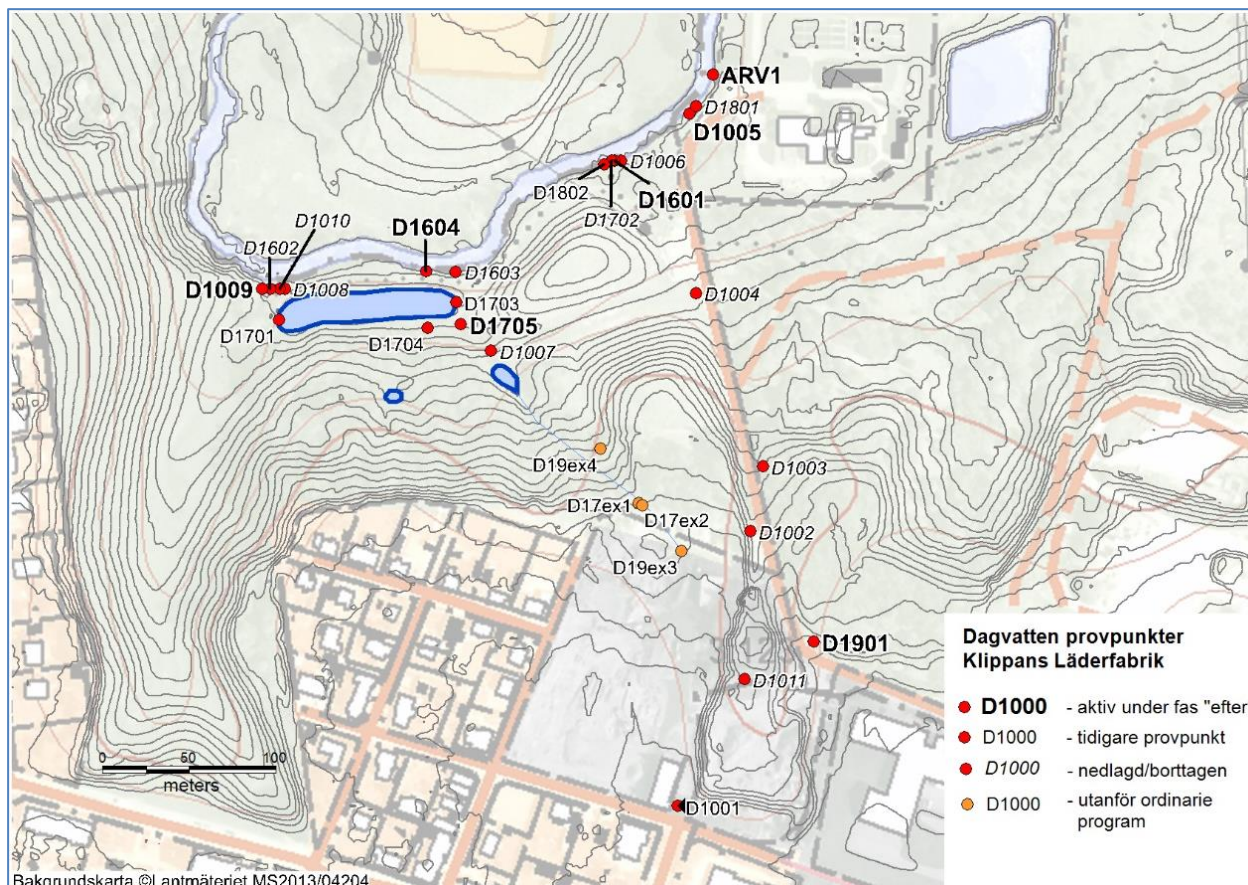 ARV1
D1801
D1005
D1006
D1802
D1601
D1702
D1010
D1602
D1604
D1603
D1009
D1008
D1004
D1703
D1701
D1704
D1705
D1007
D19ex4
D1003
D17ex1
D17ex2
D1002
D19ex3
D1901
D1011
D1001
0 50 100
meters
Dagvatten provpunkter
Klippans Läderfabrik
D1000 - aktiv under fas "efter
D1000 - tidigare provpunkt
D1000 - nedlagd/borttagen
D1000 - utanför ordinarie
program
Bakgrundskarta ©Lantmäteriet MS2013/04204